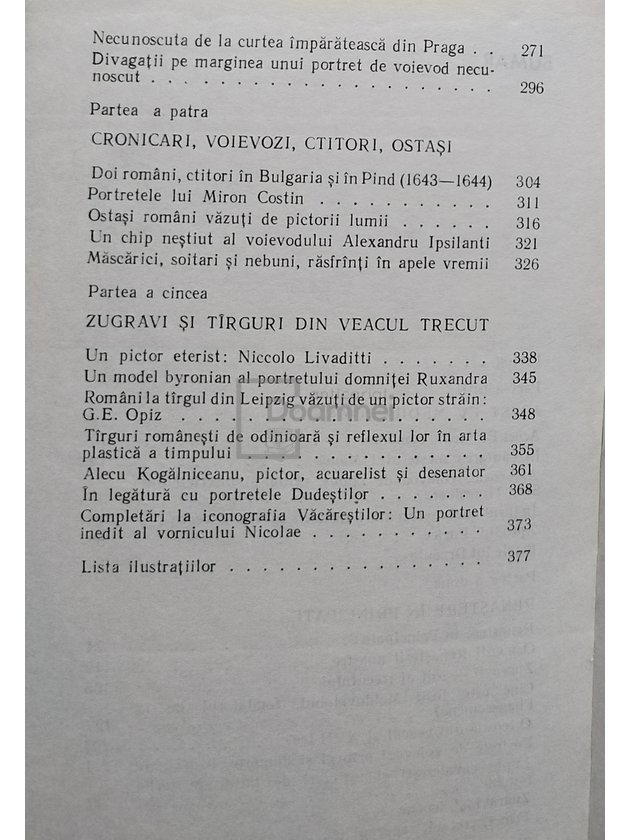 Necunoscuta de la curtea împărătească din Praga . . 271
Divagații pe marginea unui portret de voievod necu-
noscut . . . . . . . . . . . . . . . . . . . . 296
Partea a patra
CRONICARI, VOIEVOZI, CTITORI, OSTAȘI
Doi români, ctitori în Bulgaria și în Pind (1643—1644) 304
Portretele lui Miron Costin . . . . . . . . . . . 311
Ostași români văzuți de pictorii lumii . . . . . . 316
Un chip neștiut al voievodului Alexandru Ipsilanti 321
Măscărici, soitari și nebuni, răsfrînți în apele vremii 326
Partea a cincea
ZUGRAVI ȘI TÎRGURI DIN VEACUL TRECUT
Un pictor eterist: Niccolo Livaditti . . . . . . . 338
Un model byronian al portretului domniței Ruxandra 345
Români la tîrgul din Leipzig văzuți de un pictor străin:
G.E. Opiz . . . . . . . . . . . . . . . . . . 348
Tîrguri românești de odinioară și reflexul lor în arta
plastică a timpului . . . . . . . . . . . . . . 355
Alecu Kogălniceanu, pictor, acuarelist și desenator 361
În legătură cu portretele Dudeștilor . . . . . . . 368
Completări la iconografia Văcăreștilor: Un portret
inedit al vornicului Nicolae . . . . . . . . . . . 373
Lista ilustrațiilor . . . . . . . . . . . . . . . . 377